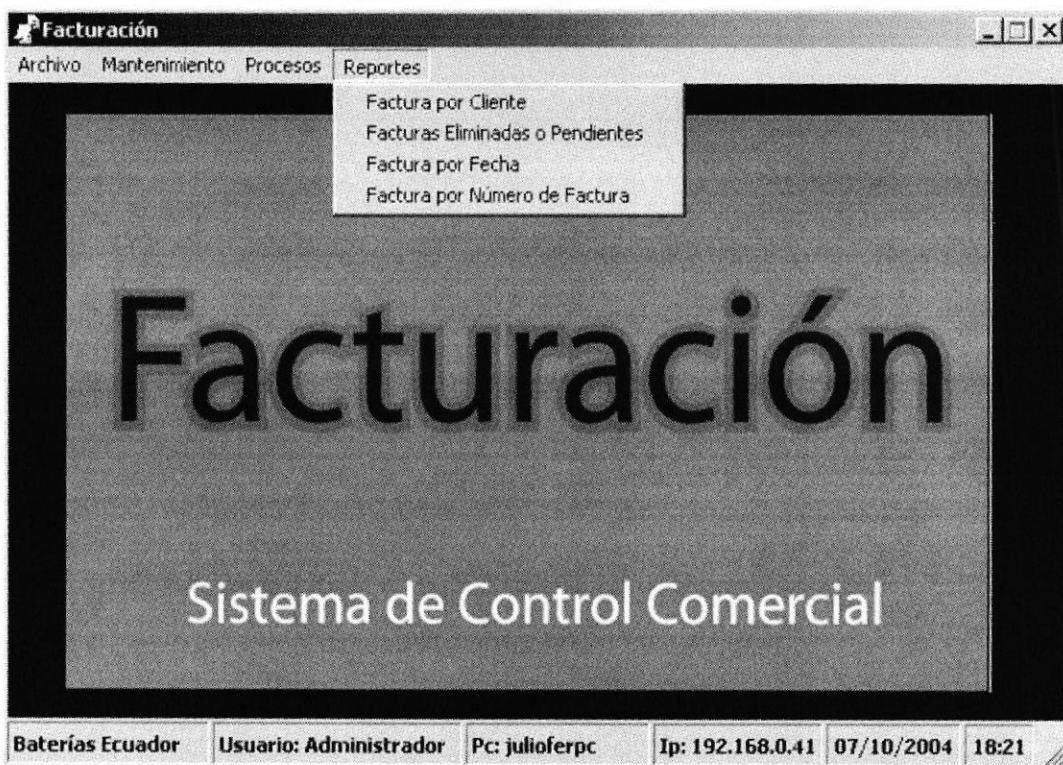 Facturación
Archivo Mantenimiento Procesos Reportes
Factura por Cliente
Facturas Eliminadas o Pendientes
Factura por Fecha
Factura por Número de Factura
Facturación
Sistema de Control Comercial
Baterías Ecuador Usuario: Administrador Pc: julioferpc Ip: 192.168.0.41 07/10/2004 18:21